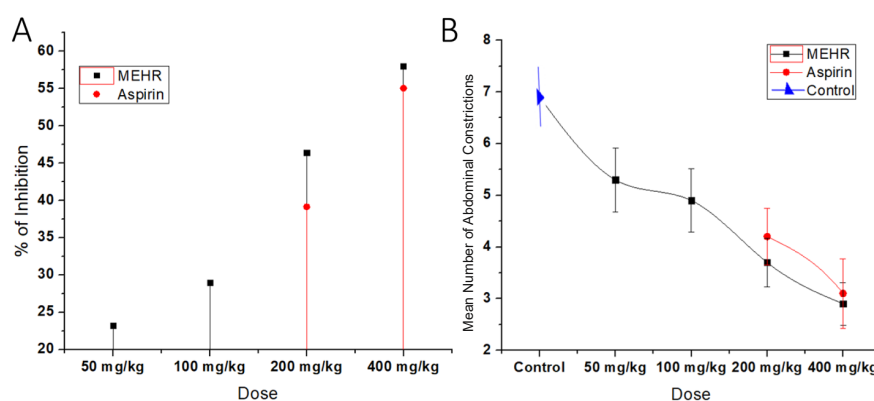 A
60
55
50
45
40
35
30
25
20
% of Inhibition
MEHR
Aspirin
50 mg/kg 100 mg/kg 200 mg/kg 400 mg/kg
Dose
B
8
7
6
5
4
3
2
Mean Number of Abdominal Constrictions
MEHR
Aspirin
Control
Control 50 mg/kg 100 mg/kg 200 mg/kg 400 mg/kg
Dose